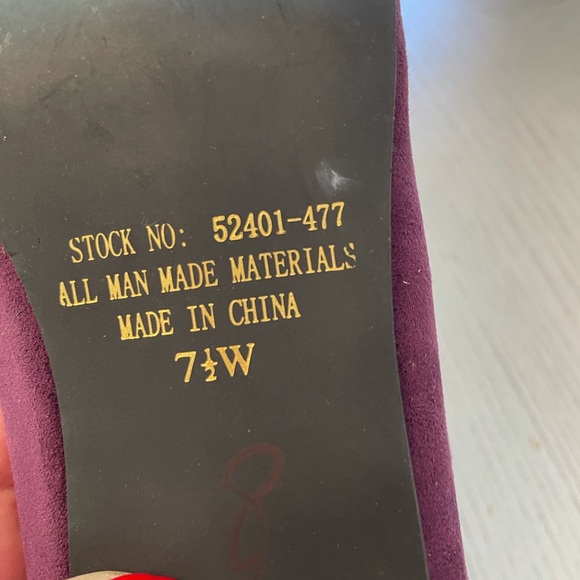 STOCK NO: 52401-477
ALL MAN MADE MATERIALS
MADE IN CHINA
7½W